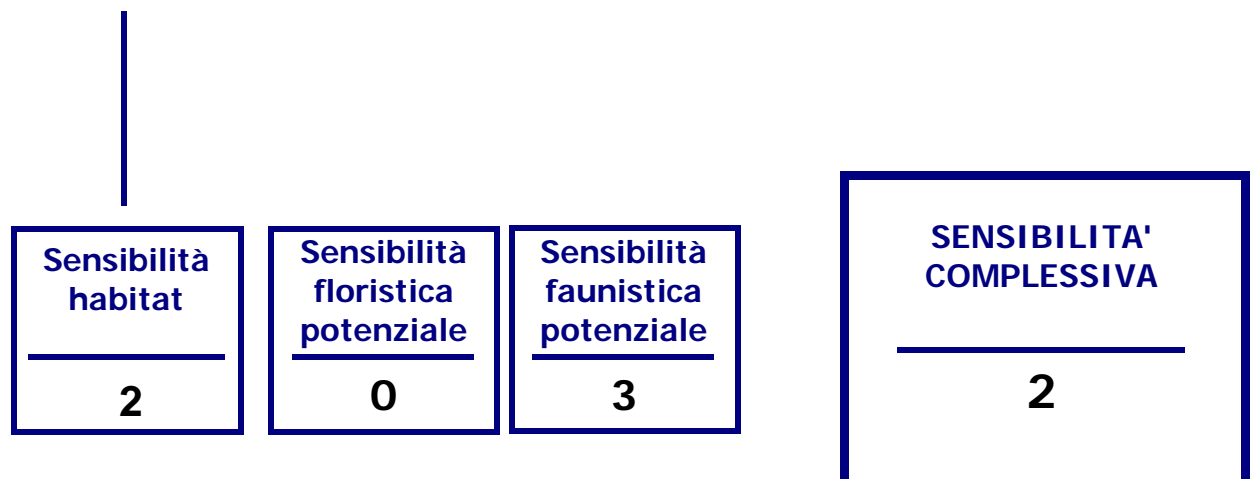 Sensibilità
habitat
2
Sensibilità
floristica
potenziale
0
Sensibilità
faunistica
potenziale
3
SENSIBILITA'
COMPLESSIVA
2